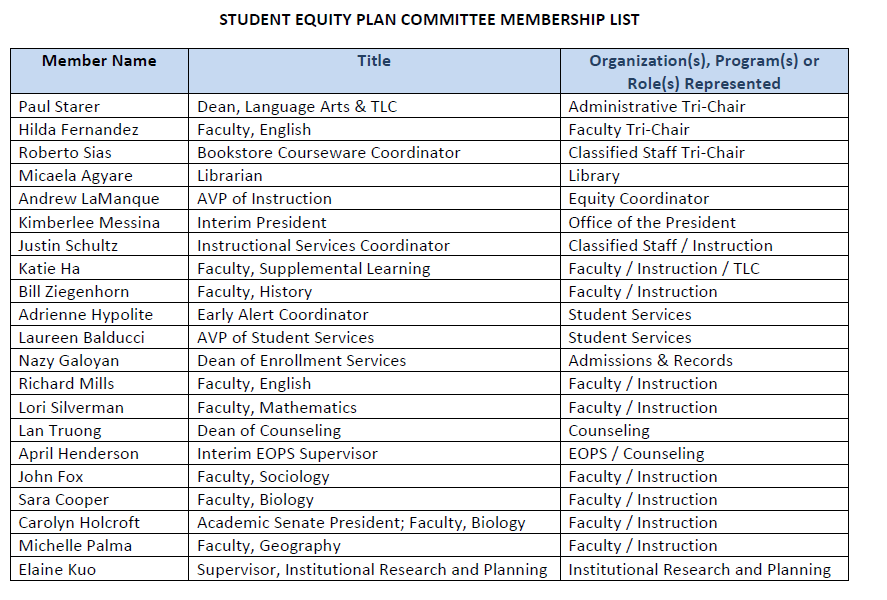 STUDENT EQUITY PLAN COMMITTEE MEMBERSHIP LIST
Member Name Title Organization(s), Program(s) or
Role(s) Represented
Paul Starer Dean, Language Arts & TLC Administrative Tri-Chair
Hilda Fernandez Faculty, English Faculty Tri-Chair
Roberto Sias Bookstore Courseware Coordinator Classified Staff Tri-Chair
Micaela Agyare Librarian Library
Andrew LaManque AVP of Instruction Equity Coordinator
Kimberlee Messina Interim President Office of the President
Justin Schultz Instructional Services Coordinator Classified Staff / Instruction
Katie Ha Faculty, Supplemental Learning Faculty / Instruction / TLC
Bill Ziegenhorn Faculty, History Faculty / Instruction
Adrienne Hypolite Early Alert Coordinator Student Services
Laureen Balducci AVP of Student Services Student Services
Nazy Galoyan Dean of Enrollment Services Admissions & Records
Richard Mills Faculty, English Faculty / Instruction
Lori Silverman Faculty, Mathematics Faculty / Instruction
Lan Truong Dean of Counseling Counseling
April Henderson Interim EOPS Supervisor EOPS / Counseling
John Fox Faculty, Sociology Faculty / Instruction
Sara Cooper Faculty, Biology Faculty / Instruction
Carolyn Holcroft Academic Senate President; Faculty, Biology Faculty / Instruction
Michelle Palma Faculty, Geography Faculty / Instruction
Elaine Kuo Supervisor, Institutional Research and Planning Institutional Research and Planning